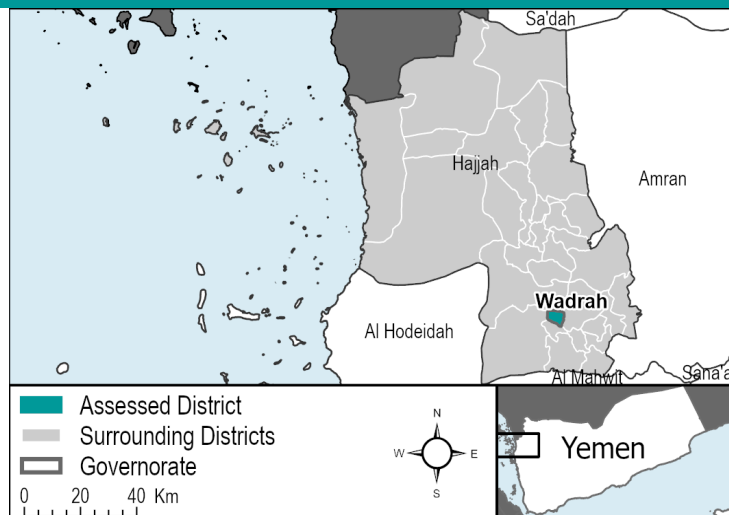 Sa'dah
Hajjah
Amran
Wadrah
Al Hodeidah
Al Mahwit
Sana'a
Assessed District
Surrounding Districts
Governorate
0 20 40 Km
N
W E
S
Yemen